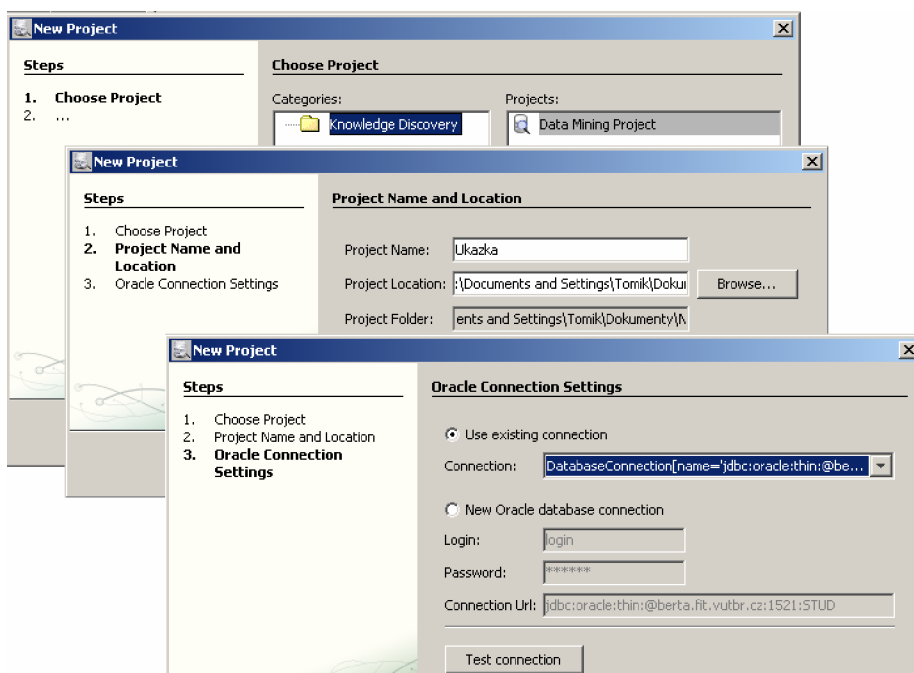 New Project
Steps
Choose Project
1. Choose Project
2. ...
Categories:
Projects:
Knowledge Discovery
Data Mining Project
New Project
Steps
Project Name and Location
1. Choose Project
2. Project Name and
Location
3. Oracle Connection Settings
Project Name: Ukazka
Project Location: :\Documents and Settings\Tomik\Dokur
Browse...
Project Folder: ents and Settings\Tomik\Dokumenty\N
New Project
Steps
Oracle Connection Settings
1. Choose Project
2. Project Name and Location
3. Oracle Connection
Settings
Use existing connection
Connection: DatabaseConnection[name='jdbc:oracle:thin:@be...
New Oracle database connection
Login: login
Password: ******
Connection Url: jdbc:oracle:thin:@berta.fit.vutbr.cz:1521:STUD
Test connection